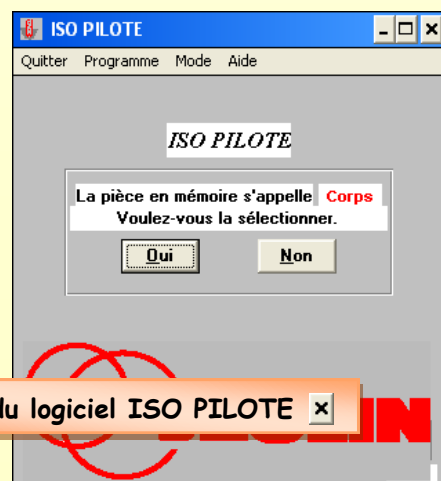 ISO PILOTE
Quitter Programme Mode Aide
ISO PILOTE
La pièce en mémoire s'appelle Corps
Voulez-vous la sélectionner.
Oui Non
du logiciel ISO PILOTE